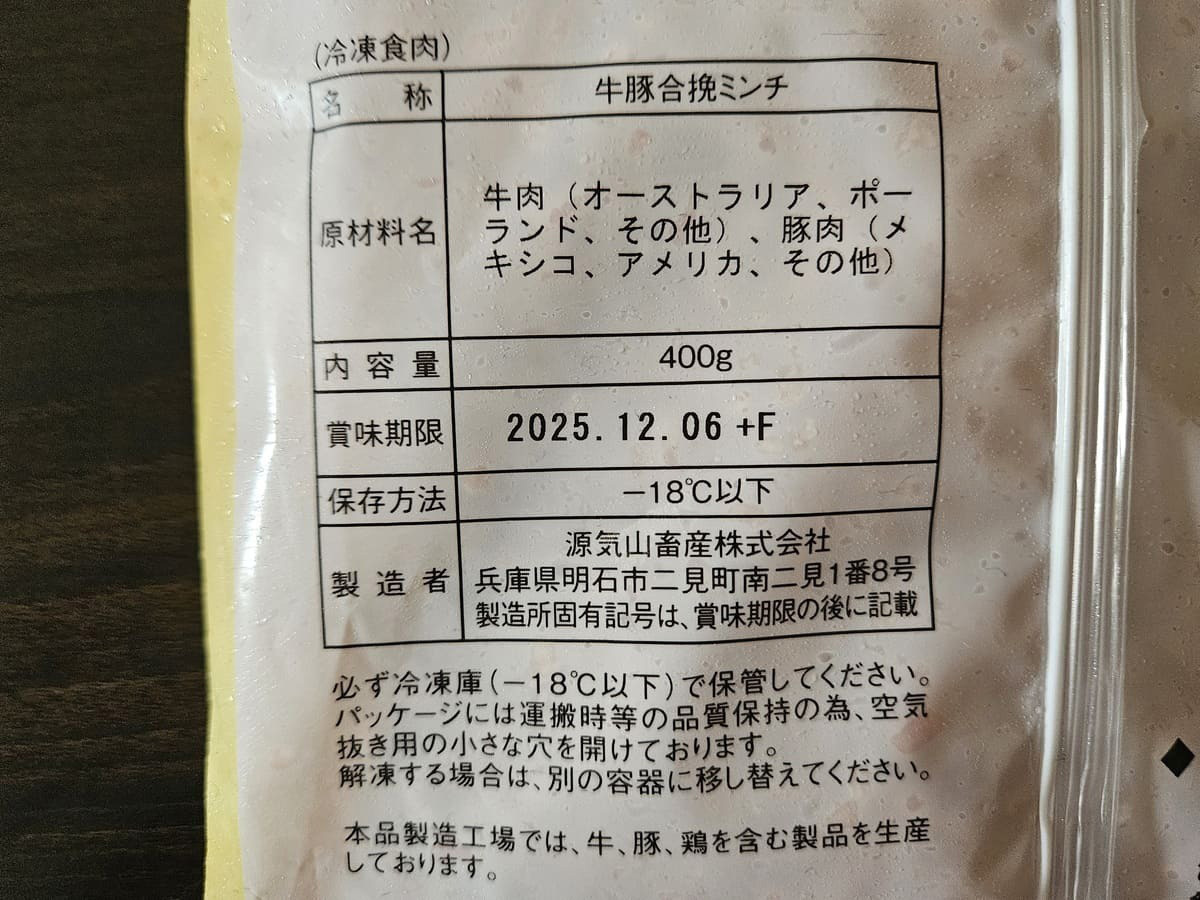 (冷凍食肉)
名称 牛豚合挽ミンチ
原材料名
牛肉（オーストラリア、ポー
ランド、その他）、豚肉（メ
キシコ、アメリカ、その他）
内容量 400g
賞味期限 2025.12.06 +F
保存方法 −18℃以下
製造者
源気山畜産株式会社
兵庫県明石市二見町南二見1番8号
製造所固有記号は、賞味期限の後に記載
必ず冷凍庫(−18℃以下)で保管してください。
パッケージには運搬時等の品質保持の為、空気
抜き用の小さな穴を開けております。
解凍する場合は、別の容器に移し替えてください。
本品製造工場では、牛、豚、鶏を含む製品を生産
しております。